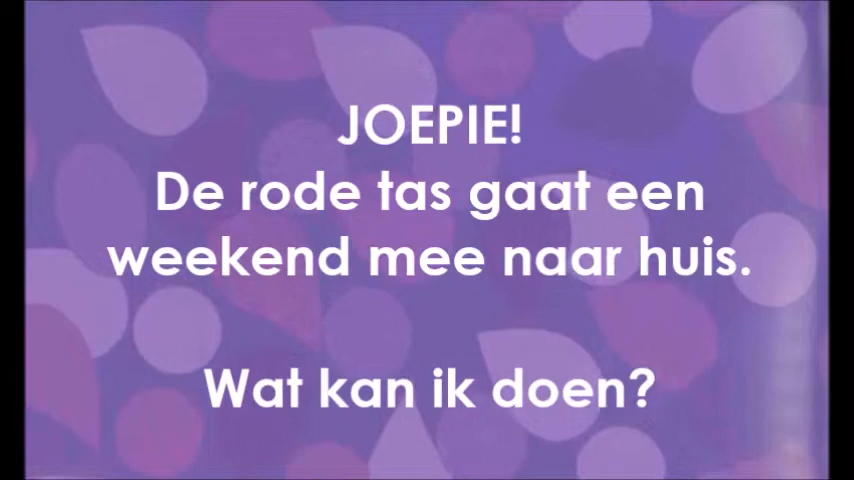 JOEPIE!
De rode tas gaat een
weekend mee naar huis.
Wat kan ik doen?